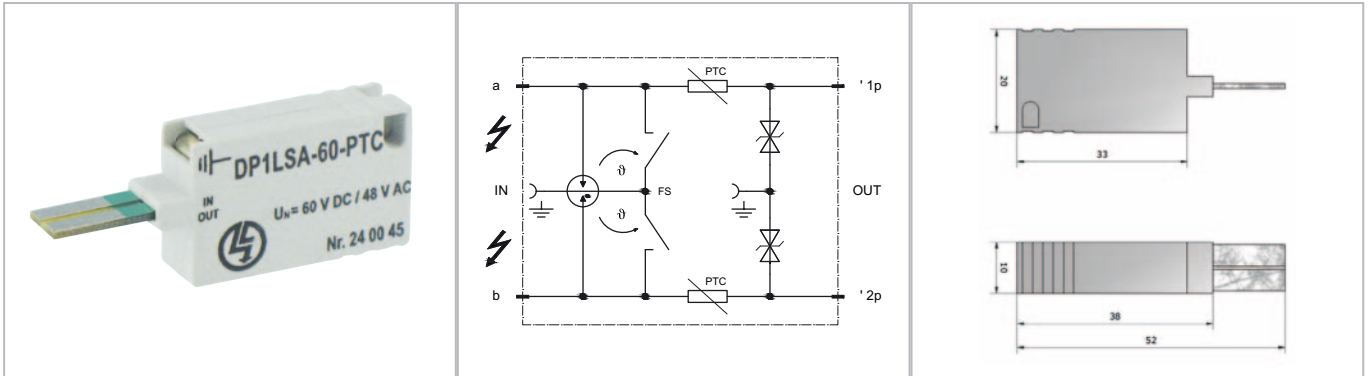 DP1LSA-60-PTC
IN
OUT
U_N= 60 V DC / 48 V AC
Nr. 24 00 45
PTC
a
' 1p
ϑ
IN
FS
OUT
ϑ
PTC
b
' 2p
20
33
10
38
52